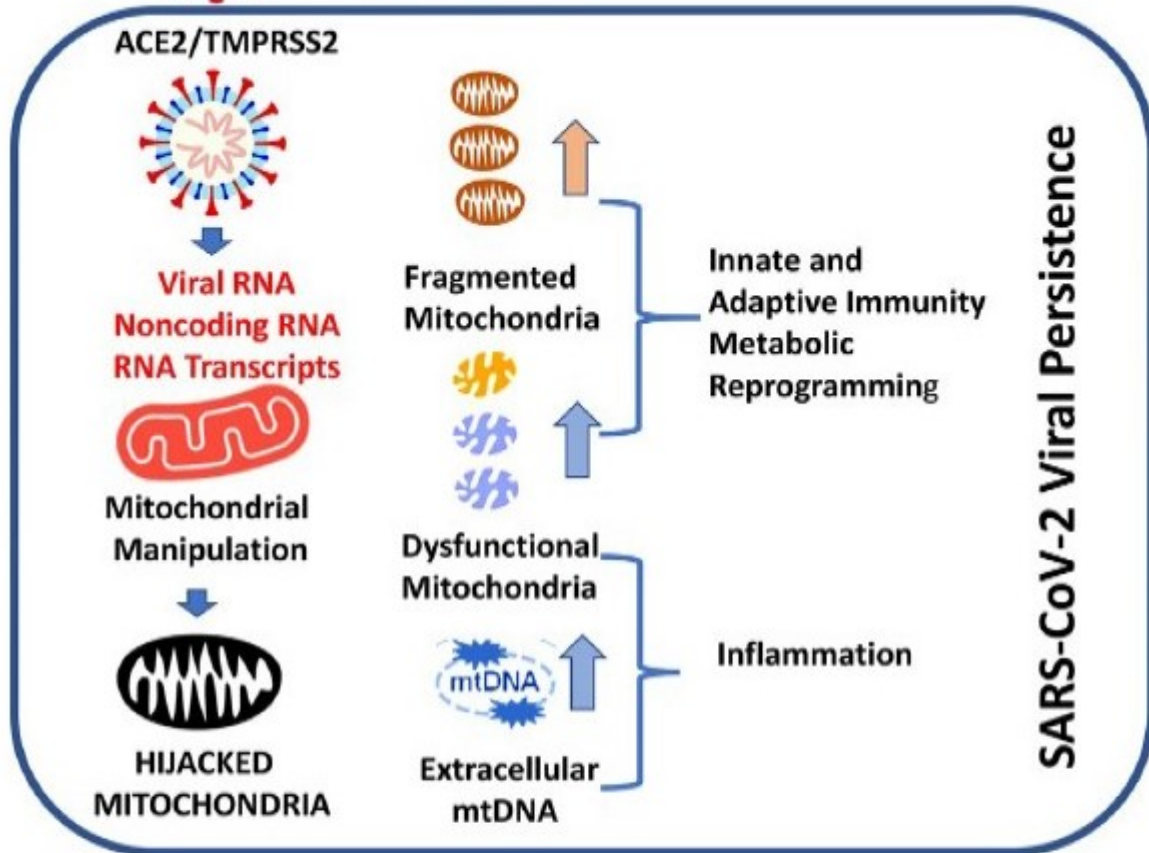 ACE2/TMPRSS2
Viral RNA
Noncoding RNA
RNA Transcripts
Mitochondrial
Manipulation
HIJACKED
MITOCHONDRIA
Fragmented
Mitochondria
Dysfunctional
Mitochondria
mtDNA
Extracellular
mtDNA
Innate and
Adaptive Immunity
Metabolic
Reprogramming
Inflammation
SARS-CoV-2 Viral Persistence